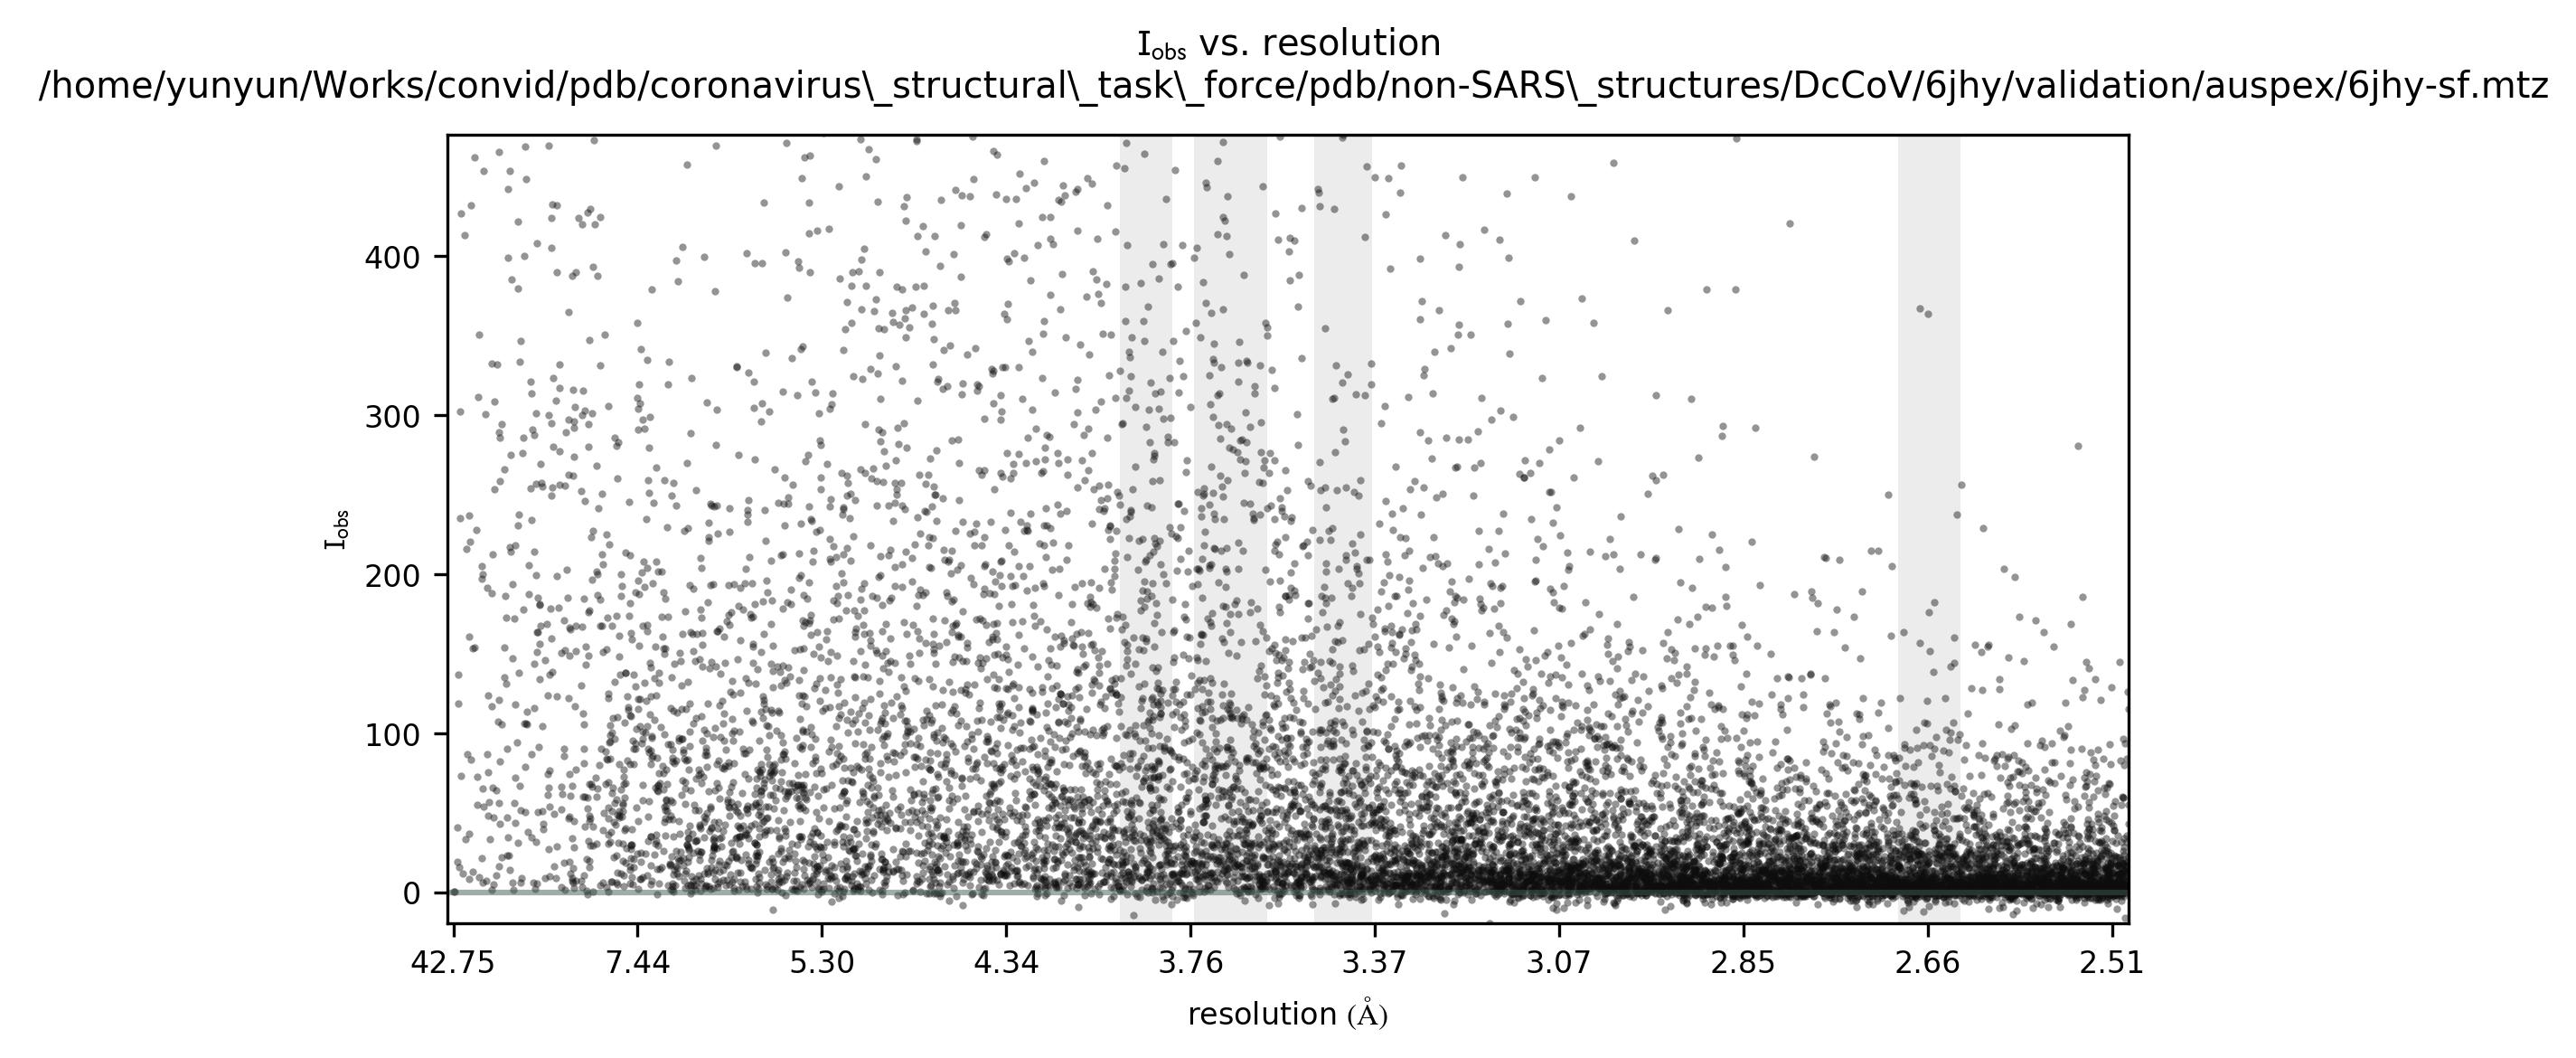 I_obs vs. resolution
/home/yunyun/Works/convid/pdb/coronavirus\_structural\_task\_force/pdb/non-SARS\_structures/DcCoV/6jhy/validation/auspex/6jhy-sf.mtz
I_obs
400
300
200
100
0
42.75 7.44 5.30 4.34 3.76 3.37 3.07 2.85 2.66 2.51
resolution (Å)